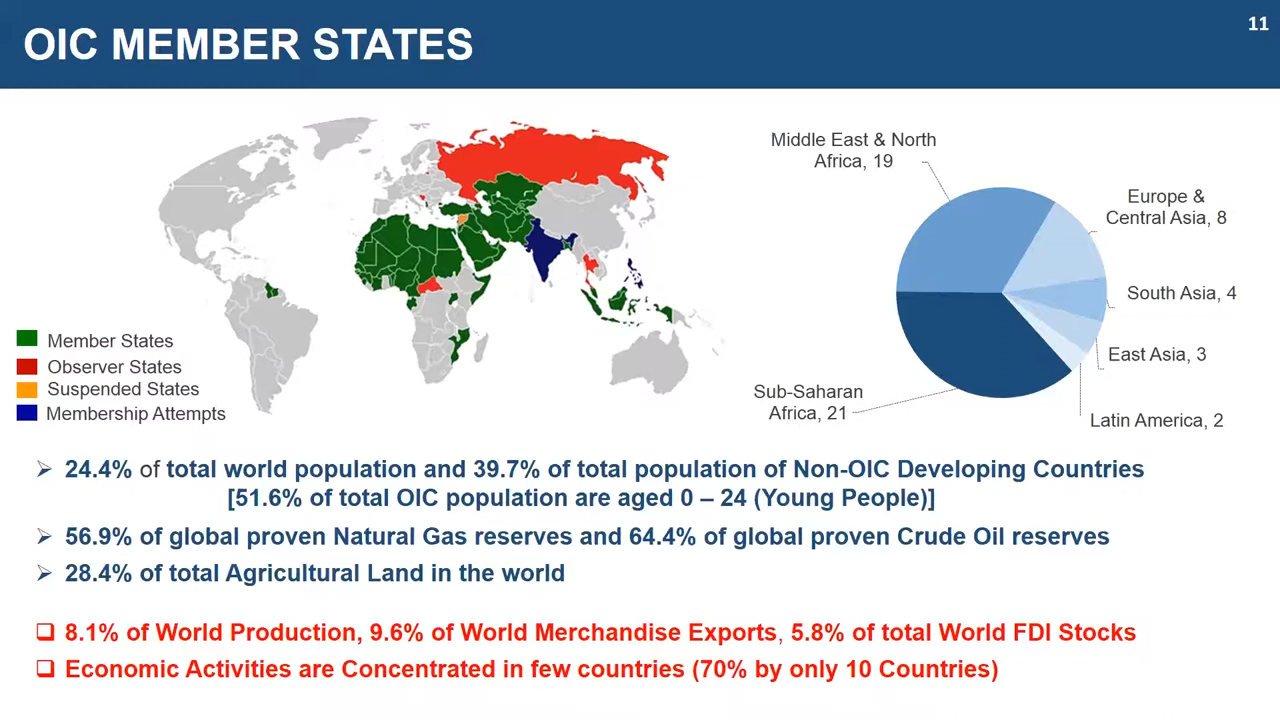 11
OIC MEMBER STATES
Middle East & North
Africa, 19
Europe &
Central Asia, 8
South Asia, 4
East Asia, 3
Latin America, 2
Sub-Saharan
Africa, 21
Member States
Observer States
Suspended States
Membership Attempts
➢ 24.4% of total world population and 39.7% of total population of Non-OIC Developing Countries
[51.6% of total OIC population are aged 0 – 24 (Young People)]
➢ 56.9% of global proven Natural Gas reserves and 64.4% of global proven Crude Oil reserves
➢ 28.4% of total Agricultural Land in the world
❑ 8.1% of World Production, 9.6% of World Merchandise Exports, 5.8% of total World FDI Stocks
❑ Economic Activities are Concentrated in few countries (70% by only 10 Countries)